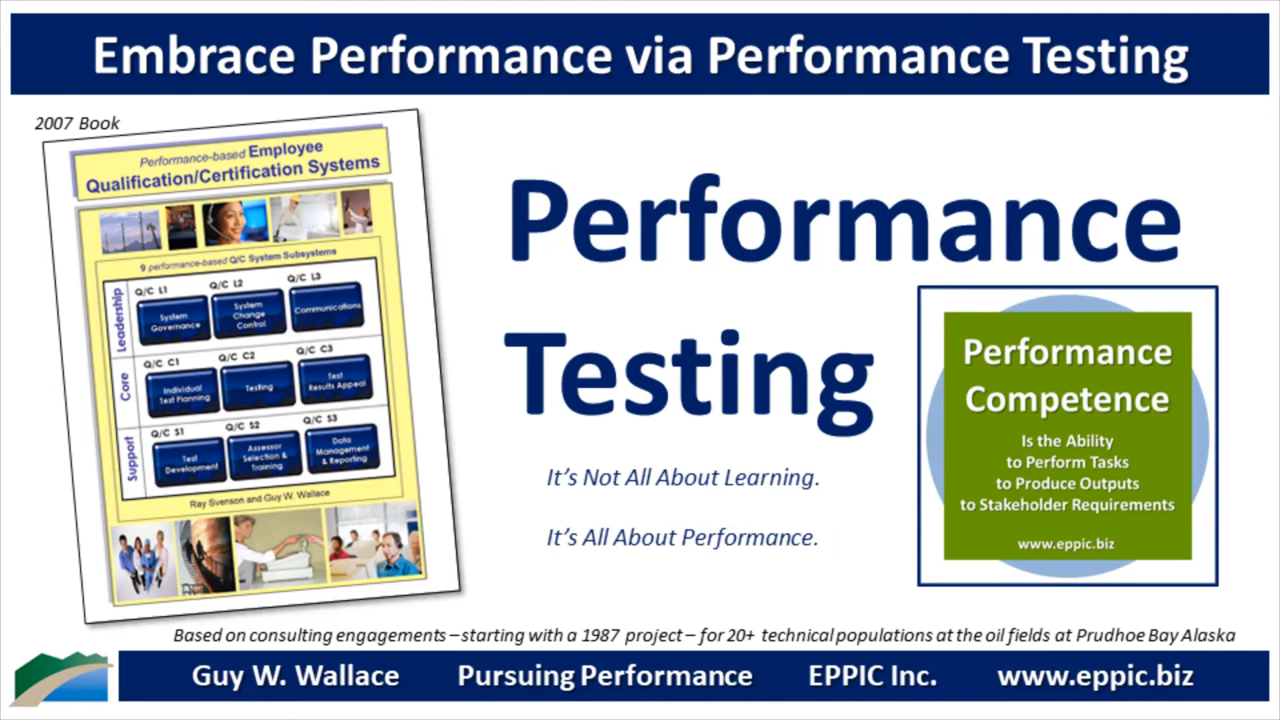 Embrace Performance via Performance Testing
2007 Book
Performance-based Employee
Qualification/Certification Systems
9 performance-based Q/C System Subsystems
Leadership
Q/C L1
Q/C L2
Q/C L3
System
Governance
System
Change
Control
Communications
Core
Q/C C1
Q/C C2
Q/C C3
Individual
Test Planning
Testing
Test
Results Appeal
Support
Q/C S1
Q/C S2
Q/C S3
Test
Development
Assessor
Selection &
Training
Data
Management
& Reporting
Ray Svenson and Guy W. Wallace
Performance
Testing
It's Not All About Learning.
It's All About Performance.
Performance
Competence
Is the Ability
to Perform Tasks
to Produce Outputs
to Stakeholder Requirements
www.eppic.biz
Based on consulting engagements – starting with a 1987 project – for 20+ technical populations at the oil fields at Prudhoe Bay Alaska
Guy W. Wallace Pursuing Performance EPPIC Inc. www.eppic.biz